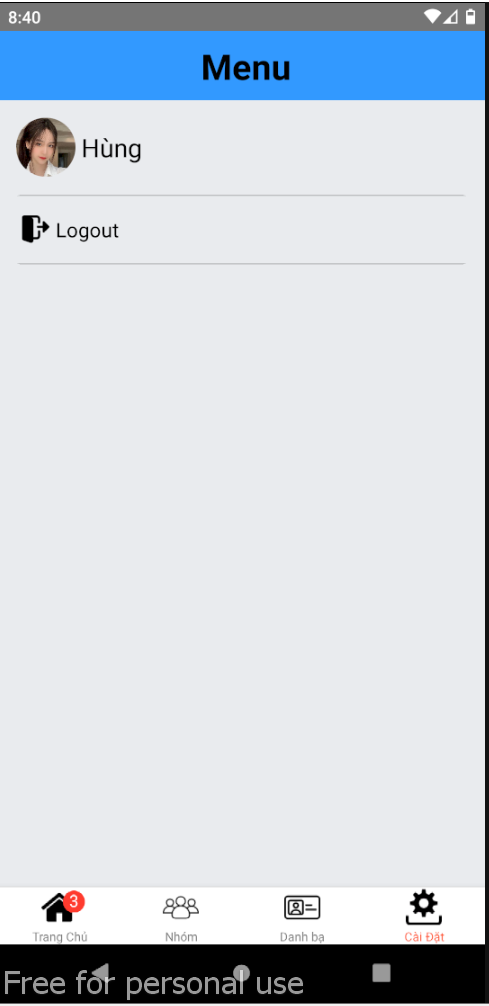 8:40
Menu
Hùng
Logout
3
Trang Chủ
Nhóm
Danh bạ
Cài Đặt
Free for personal use